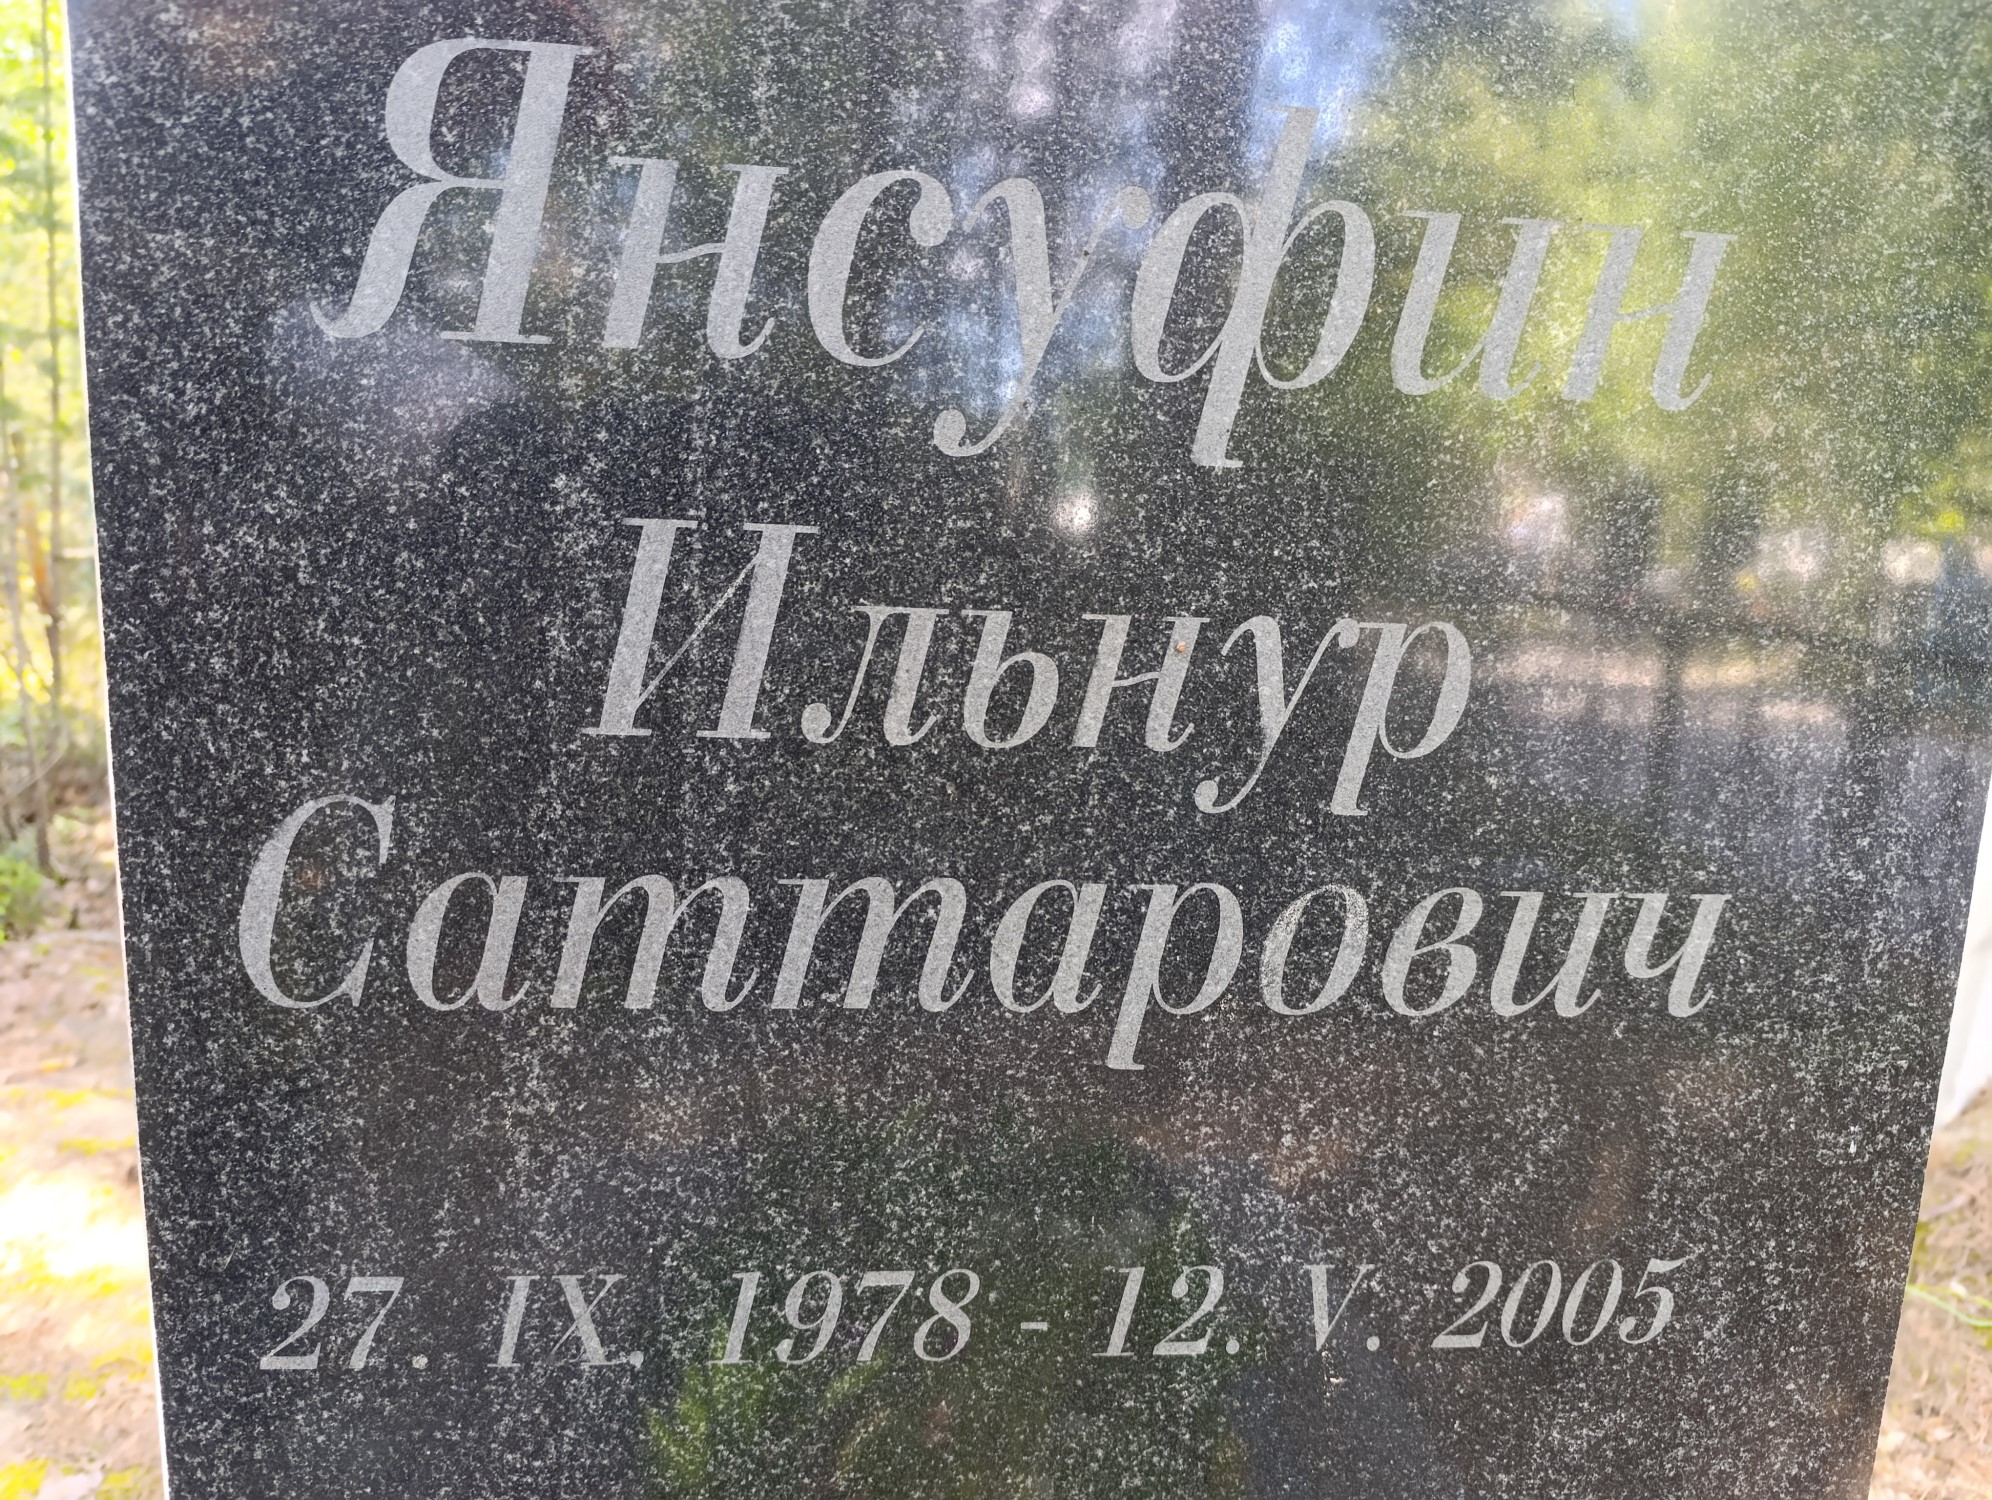 Янсуфин
Ильнур
Саттарович
27. IX. 1978 - 12. V. 2005